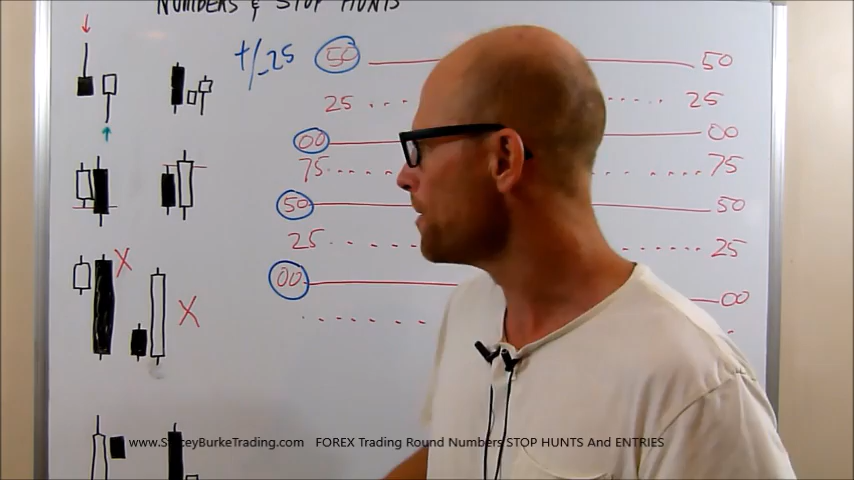 NUMBERS & STOP HUNTS
+/-25
50 50
25 25
00 00
75 75
50 50
25 25
00 00
X
X
www.StaceyBurkeTrading.com FOREX Trading Round Numbers STOP HUNTS And ENTRIES